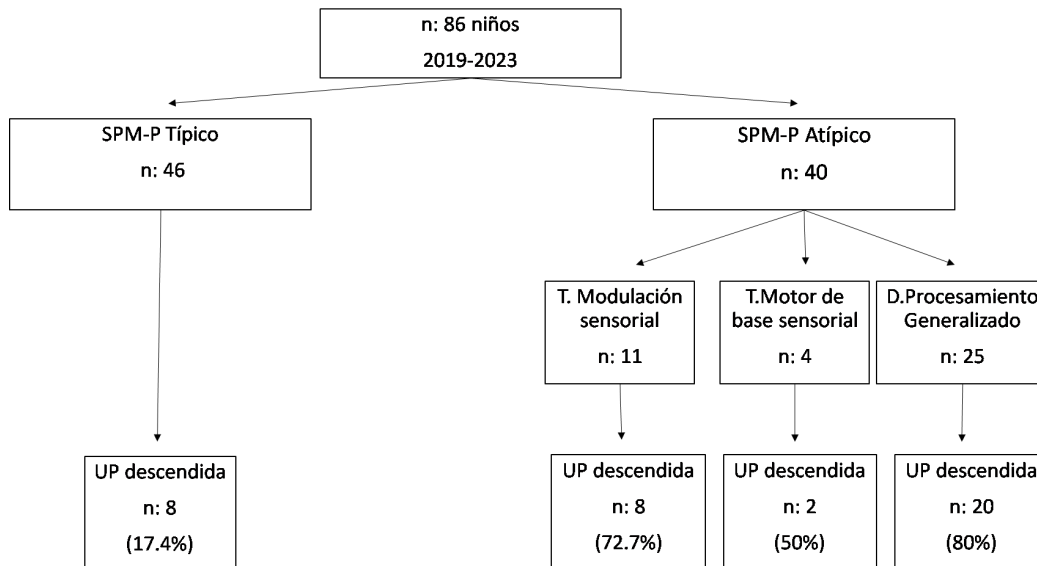 n: 86 niños
2019-2023
SPM-P Típico
n: 46
SPM-P Atípico
n: 40
T. Modulación
sensorial
n: 11
T.Motor de
base sensorial
n: 4
D.Procesamiento
Generalizado
n: 25
UP descendida
n: 8
(17.4%)
UP descendida
n: 8
(72.7%)
UP descendida
n: 2
(50%)
UP descendida
n: 20
(80%)